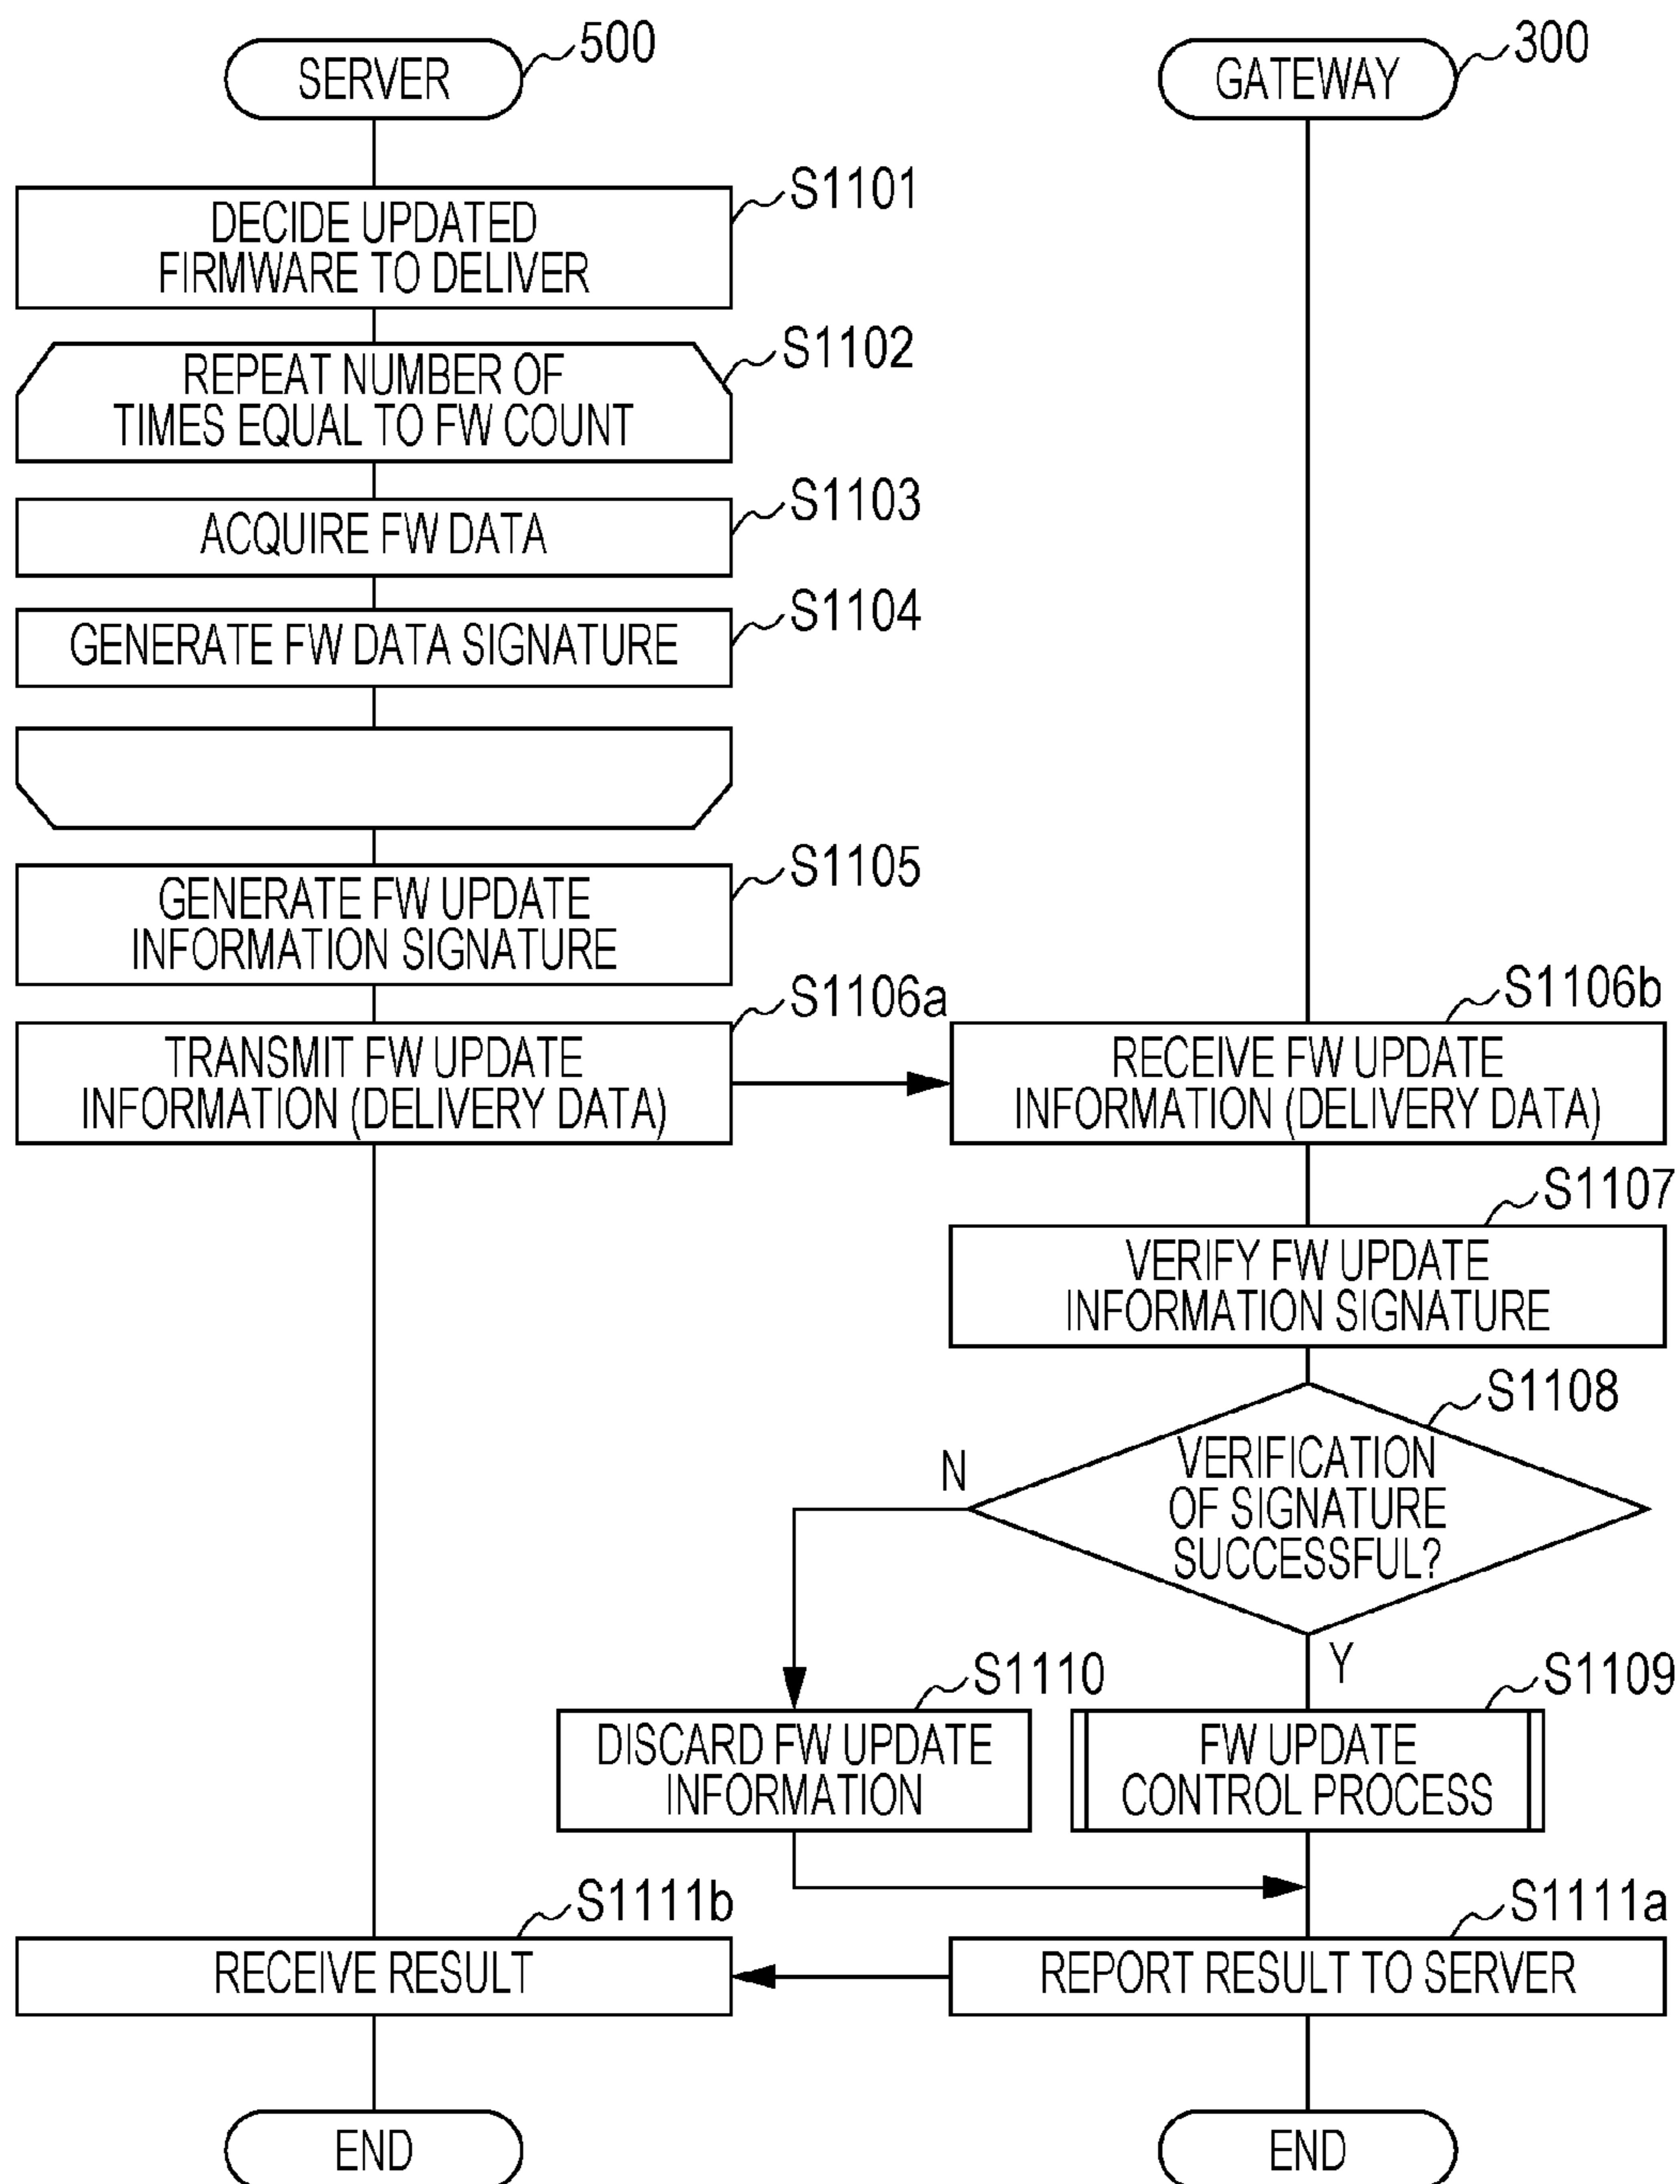 SERVER
500
GATEWAY
300
S1101
DECIDE UPDATED
FIRMWARE TO DELIVER
S1102
REPEAT NUMBER OF
TIMES EQUAL TO FW COUNT
S1103
ACQUIRE FW DATA
S1104
GENERATE FW DATA SIGNATURE
S1105
GENERATE FW UPDATE
INFORMATION SIGNATURE
S1106a
TRANSMIT FW UPDATE
INFORMATION (DELIVERY DATA)
S1106b
RECEIVE FW UPDATE
INFORMATION (DELIVERY DATA)
S1107
VERIFY FW UPDATE
INFORMATION SIGNATURE
S1108
VERIFICATION
OF SIGNATURE
SUCCESSFUL?
N
Y
S1110
DISCARD FW UPDATE
INFORMATION
S1109
FW UPDATE
CONTROL PROCESS
S1111b
RECEIVE RESULT
S1111a
REPORT RESULT TO SERVER
END
END